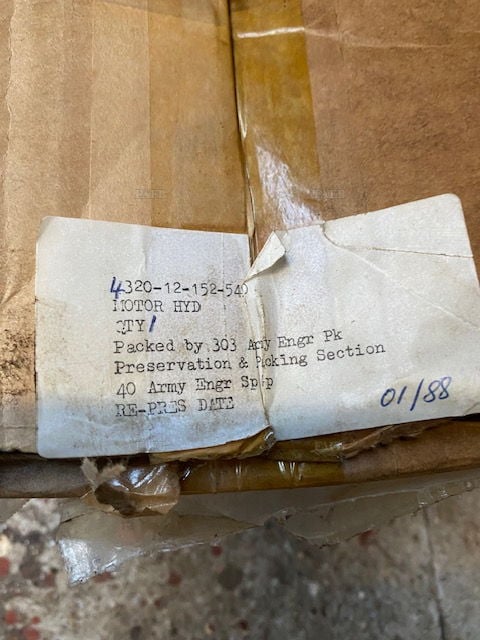 4320-12-152-540
MOTOR HYD
QTY 1
Packed by 303 Army Engr Pk
Preservation & Packing Section
40 Army Engr Sp
RE-PRES DATE
01/88